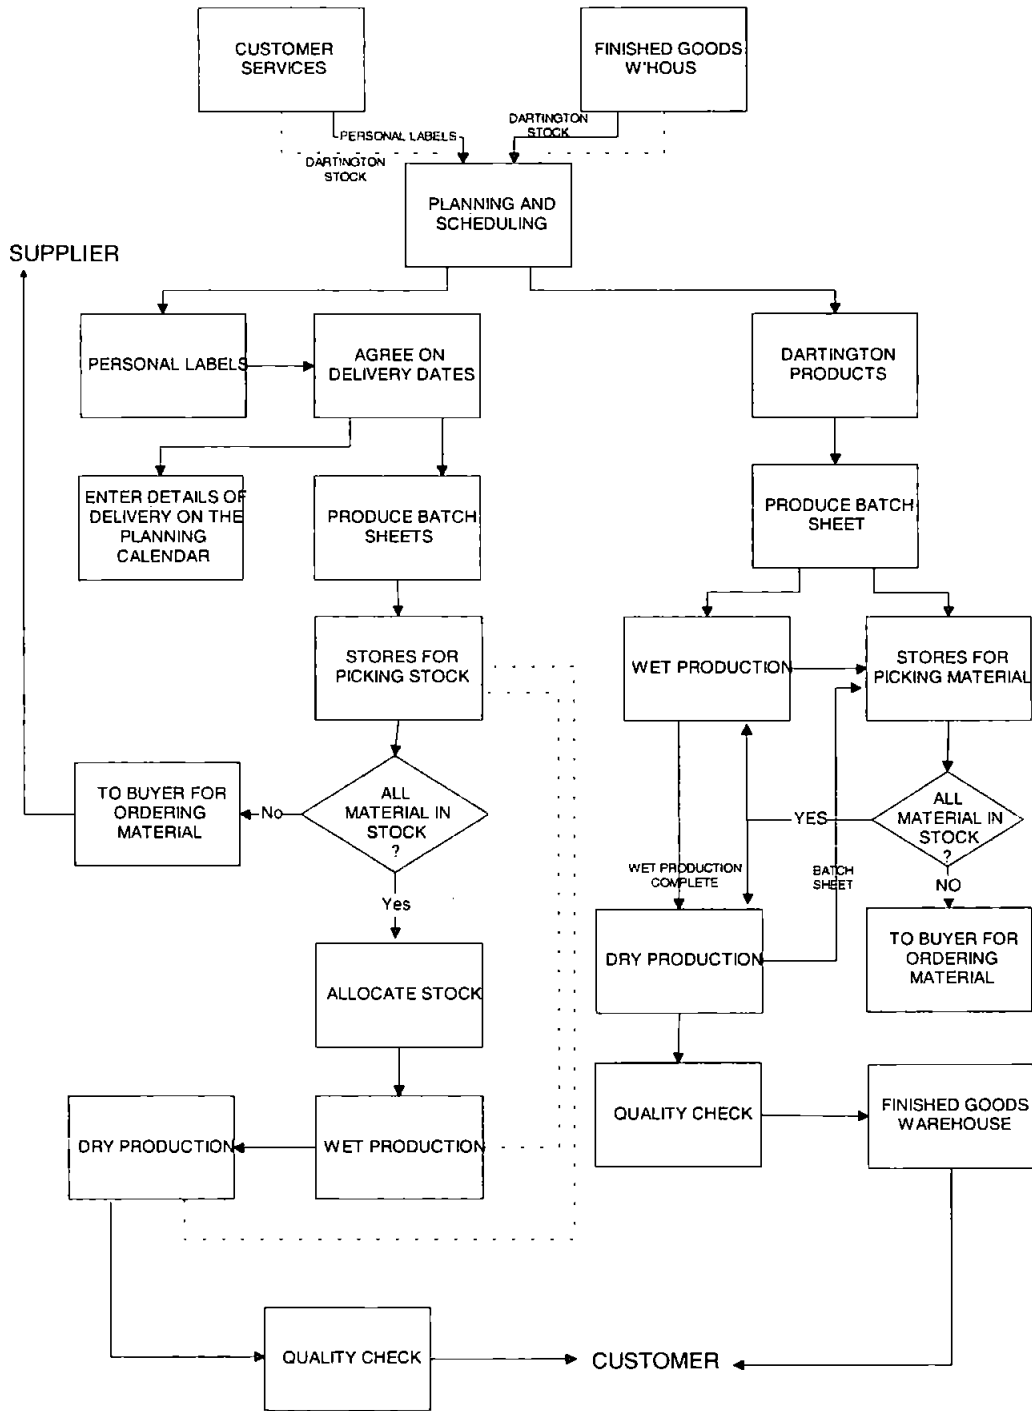 CUSTOMER
SERVICES
FINISHED GOODS
W'HOUS
PERSONAL LABELS
DARTINGTON
STOCK
DARTINGTON
STOCK
PLANNING AND
SCHEDULING
SUPPLIER
PERSONAL LABELS
AGREE ON
DELIVERY DATES
DARTINGTON
PRODUCTS
ENTER DETAILS OF
DELIVERY ON THE
PLANNING
CALENDAR
PRODUCE BATCH
SHEETS
PRODUCE BATCH
SHEET
STORES FOR
PICKING STOCK
WET PRODUCTION
STORES FOR
PICKING MATERIAL
TO BUYER FOR
ORDERING
MATERIAL
No
ALL
MATERIAL IN
STOCK
?
YES
ALL
MATERIAL IN
STOCK
?
WET PRODUCTION
COMPLETE
BATCH
SHEET
NO
Yes
ALLOCATE STOCK
DRY PRODUCTION
TO BUYER FOR
ORDERING
MATERIAL
DRY PRODUCTION
WET PRODUCTION
QUALITY CHECK
FINISHED GOODS
WAREHOUSE
QUALITY CHECK
CUSTOMER